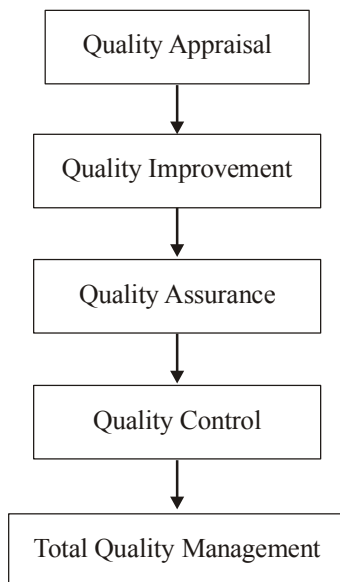 Quality Appraisal
Quality Improvement
Quality Assurance
Quality Control
Total Quality Management